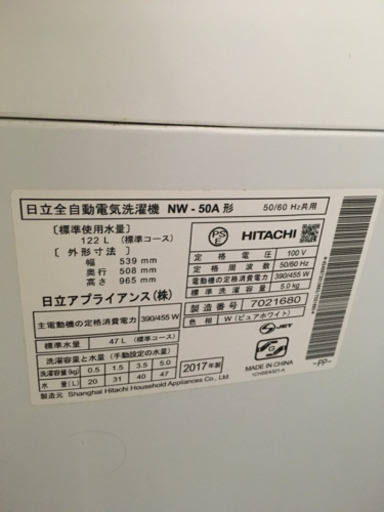 日立全自動電気洗濯機 NW-50A 形 50/60 Hz共用
〔標準使用水量〕
122 L (標準コース)
〔外形寸法〕
幅 539 mm
奥行 508 mm
高さ 965 mm
日立アプライアンス(株)
PS E HITACHI
定格電圧 100 V
定格周波数 50/60 Hz
電動機の定格消費電力 390/455 W
標準洗濯容量 5.0 kg
主電動機の定格消費電力 390/455 W
製造番号 7021680
標準水量 47 L (標準コース)
色相 W (ピュアホワイト)
洗濯容量と水量 (手動設定の水量)
洗濯容量(kg) 0.5 1.5 3.5 5.0
水量(L) 20 31 40 47
2017年製
JET
MADE IN CHINA
製造元 Shanghai Hitachi Household Appliances Co., Ltd.
-PP-